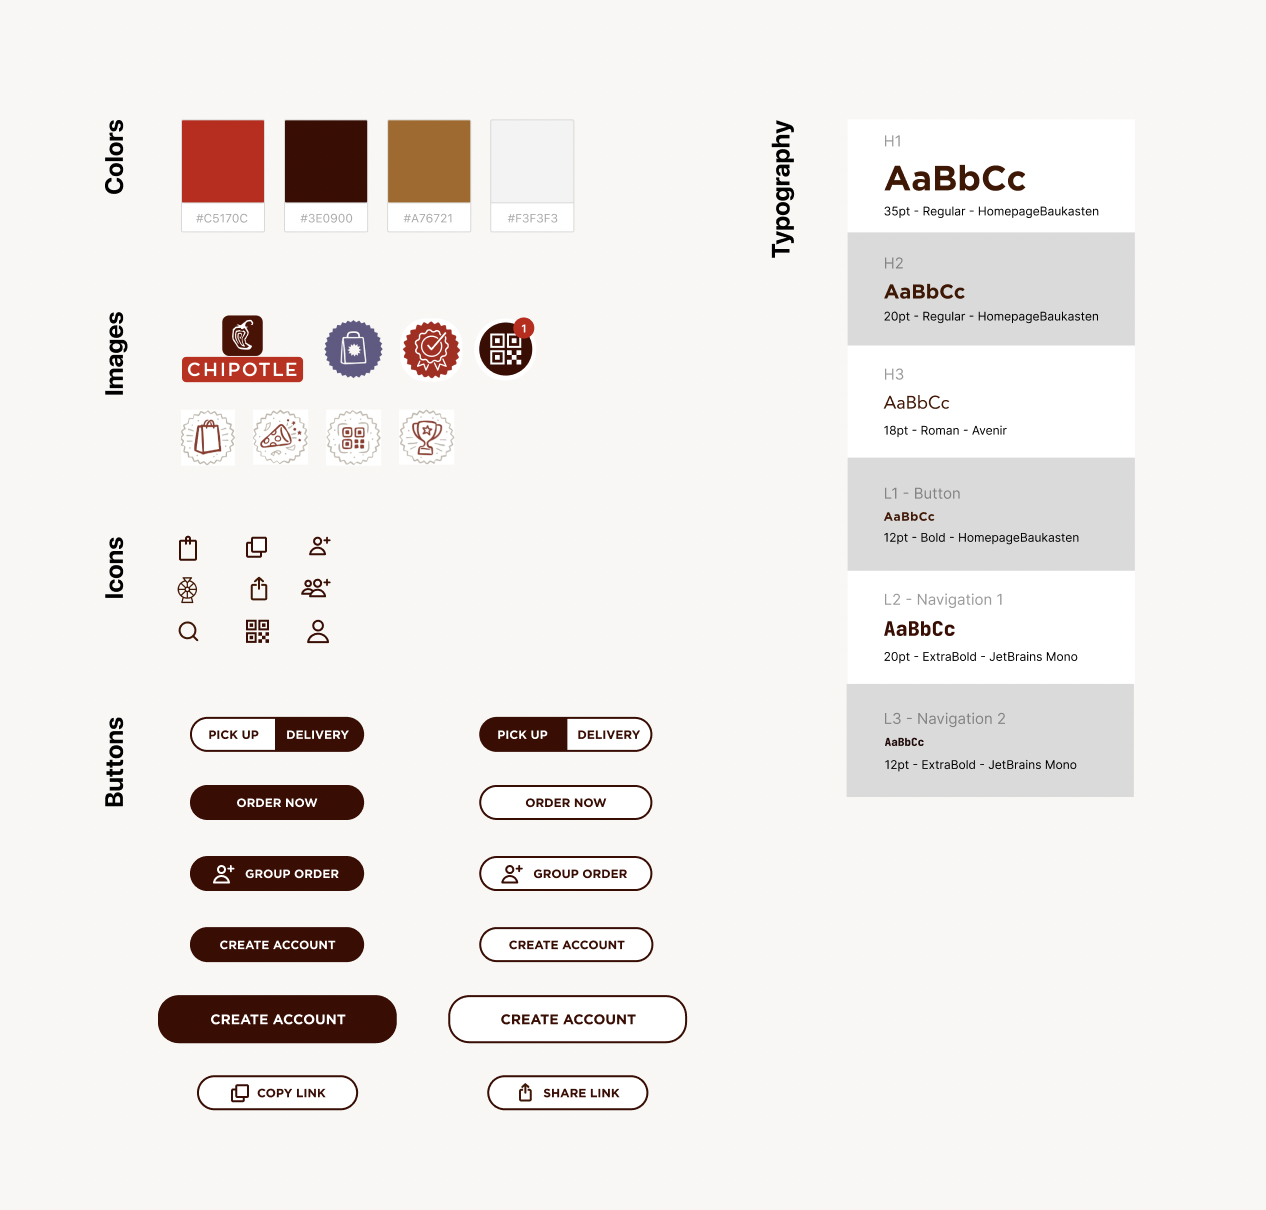 Colors
#C5170C
#3E0900
#A76721
#F3F3F3
Images
CHIPOTLE
1
Icons
Buttons
PICK UP DELIVERY
PICK UP DELIVERY
ORDER NOW
ORDER NOW
GROUP ORDER
GROUP ORDER
CREATE ACCOUNT
CREATE ACCOUNT
CREATE ACCOUNT
CREATE ACCOUNT
COPY LINK
SHARE LINK
Typography
H1
AaBbCc
35pt - Regular - HomepageBaukasten
H2
AaBbCc
20pt - Regular - HomepageBaukasten
H3
AaBbCc
18pt - Roman - Avenir
L1 - Button
AaBbCc
12pt - Bold - HomepageBaukasten
L2 - Navigation 1
AaBbCc
20pt - ExtraBold - JetBrains Mono
L3 - Navigation 2
AaBbCc
12pt - ExtraBold - JetBrains Mono